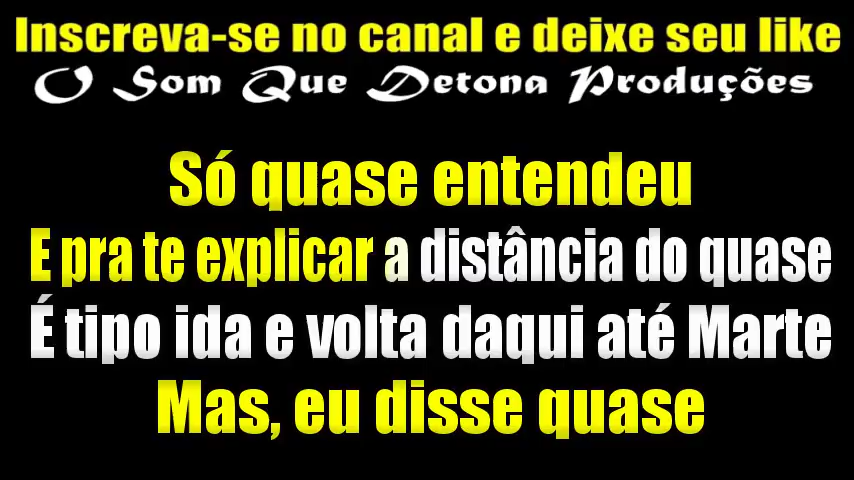 Inscreva-se no canal e deixe seu like
O Som Que Detona Produções
Só quase entendeu
E pra te explicar a distância do quase
É tipo ida e volta daqui até Marte
Mas, eu disse quase